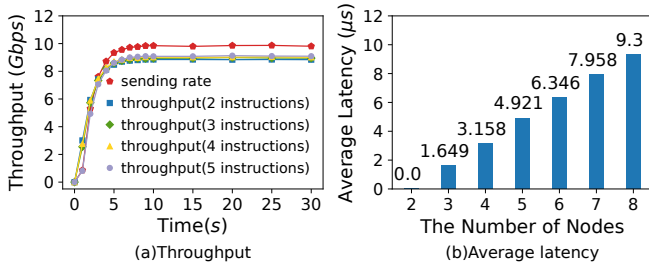 12
10
8
6
4
2
0
Throughput (Gbps)
sending rate
throughput(2 instructions)
throughput(3 instructions)
throughput(4 instructions)
throughput(5 instructions)
0 5 10 15 20 25 30
Time(s)
(a)Throughput
12
10
8
6
4
2
0
Average Latency (μs)
0.0
1.649
3.158
4.921
6.346
7.958
9.3
2 3 4 5 6 7 8
The Number of Nodes
(b)Average latency